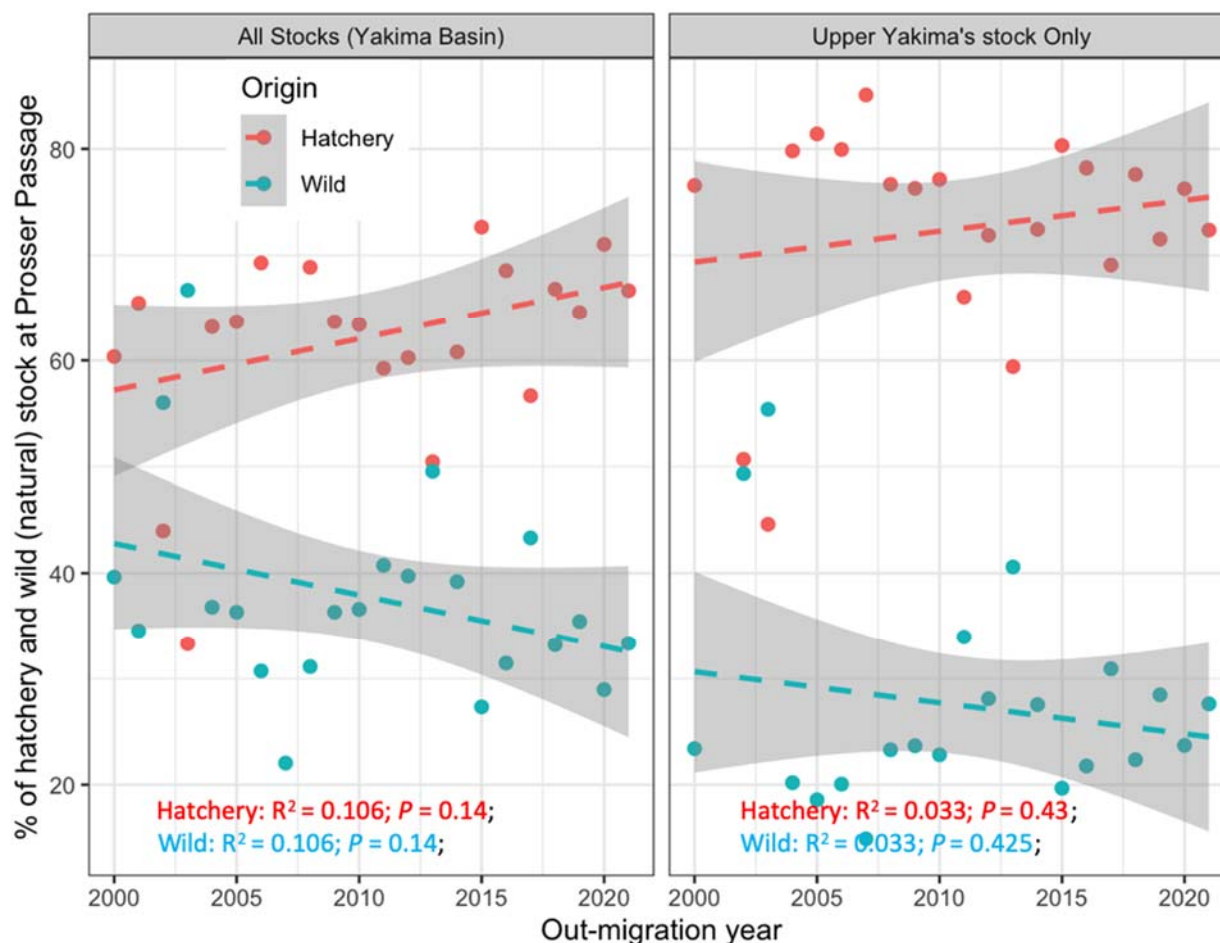 All Stocks (Yakima Basin)
Upper Yakima's stock Only
% of hatchery and wild (natural) stock at Prosser Passage
Origin
Hatchery
Wild
80
60
40
20
Hatchery: R² = 0.106; P = 0.14;
Wild: R² = 0.106; P = 0.14;
Hatchery: R² = 0.033; P = 0.43;
Wild: R² = 0.033; P = 0.425;
2000 2005 2010 2015 2020
2000 2005 2010 2015 2020
Out-migration year